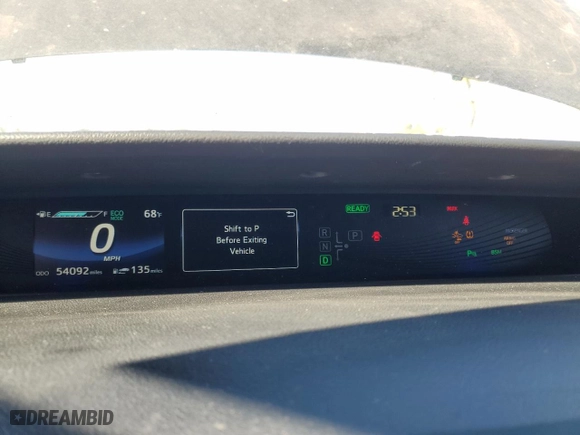 E F ECO MODE 68°F
0
MPH
ODO 54092 miles 135 miles
Shift to P
Before Exiting
Vehicle
READY 2:53
R P
N
D
DREAMBID